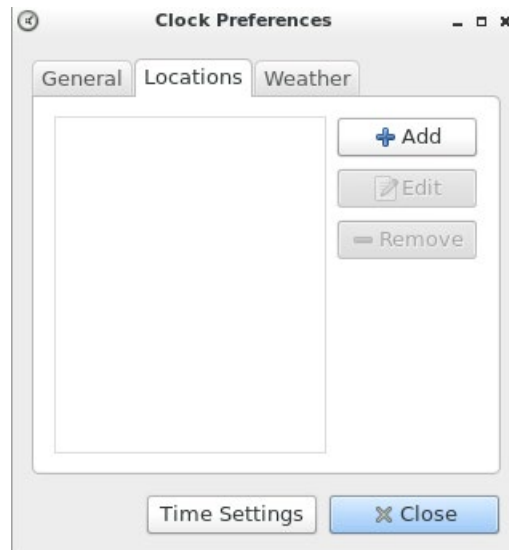 Clock Preferences
General Locations Weather
Add
Edit
Remove
Time Settings Close